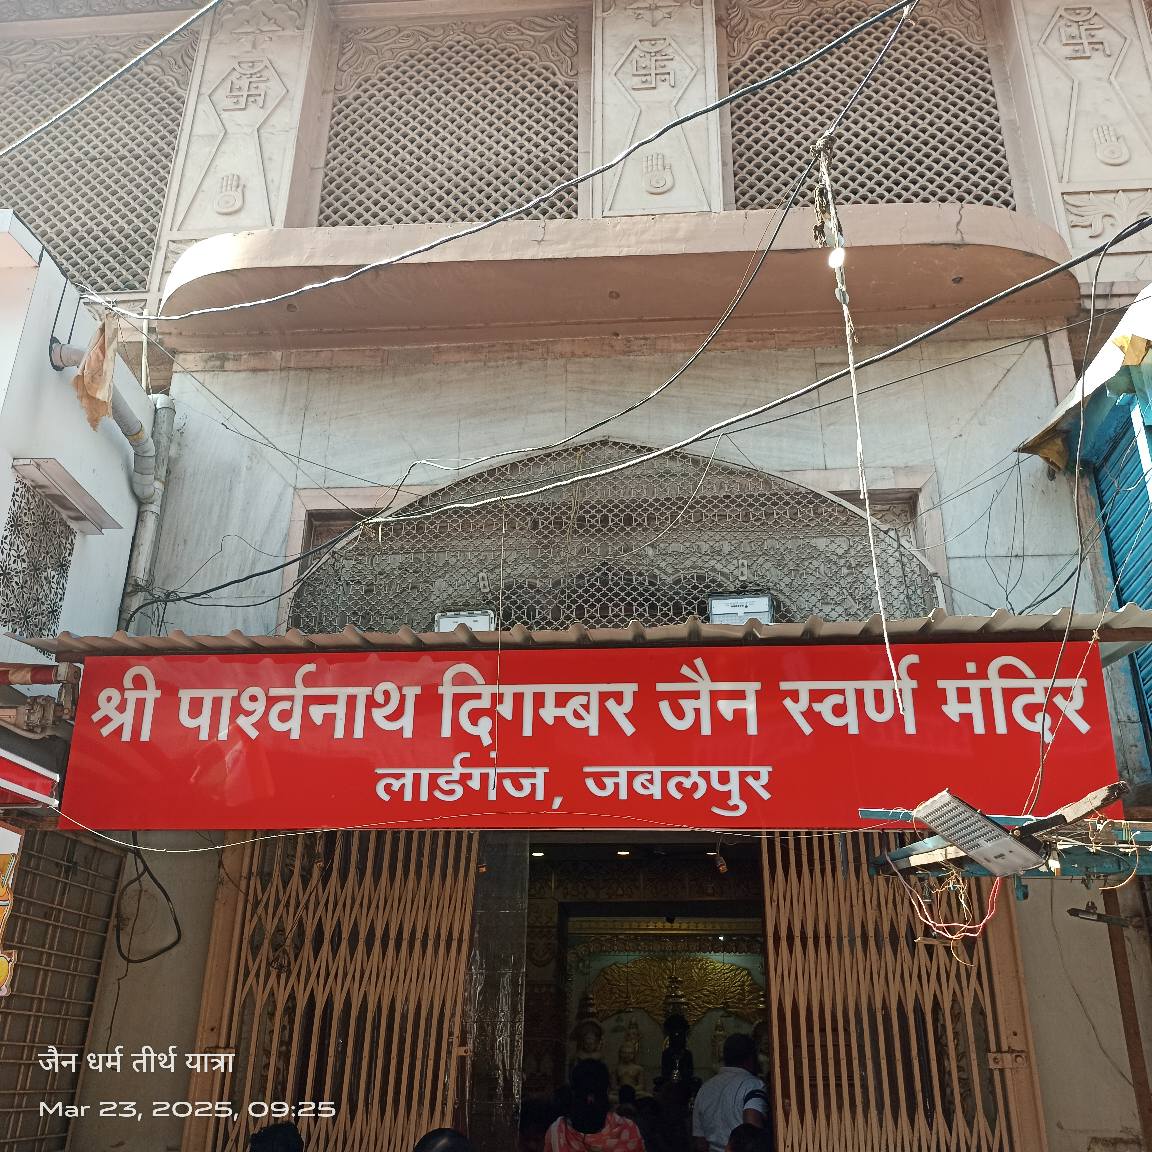 श्री पार्श्वनाथ दिगम्बर जैन स्वर्ण मंदिर
लार्डगंज, जबलपुर
जैन धर्म तीर्थ यात्रा
Mar 23, 2025, 09:25